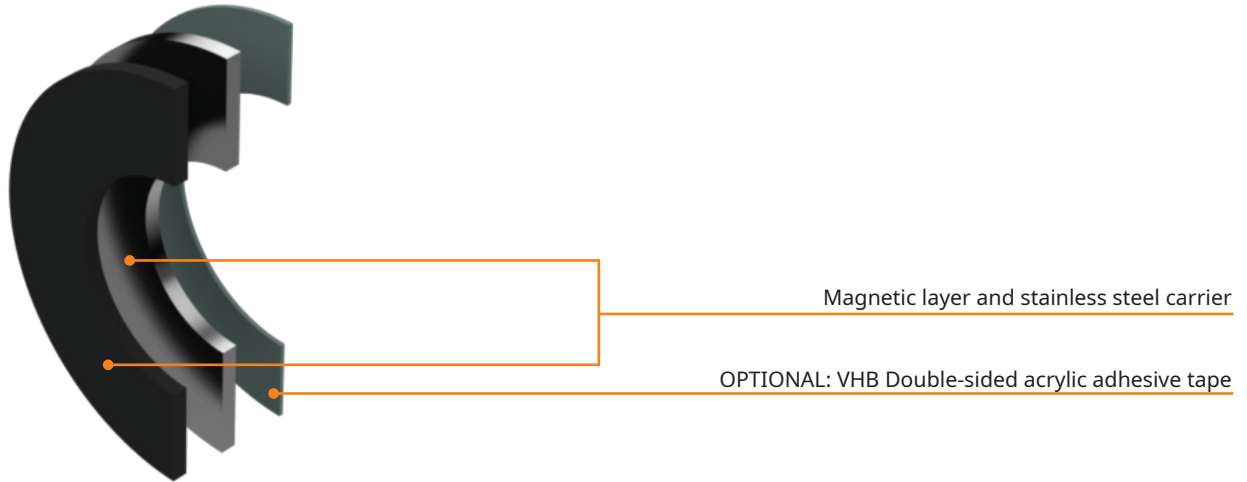 Magnetic layer and stainless steel carrier
OPTIONAL: VHB Double-sided acrylic adhesive tape